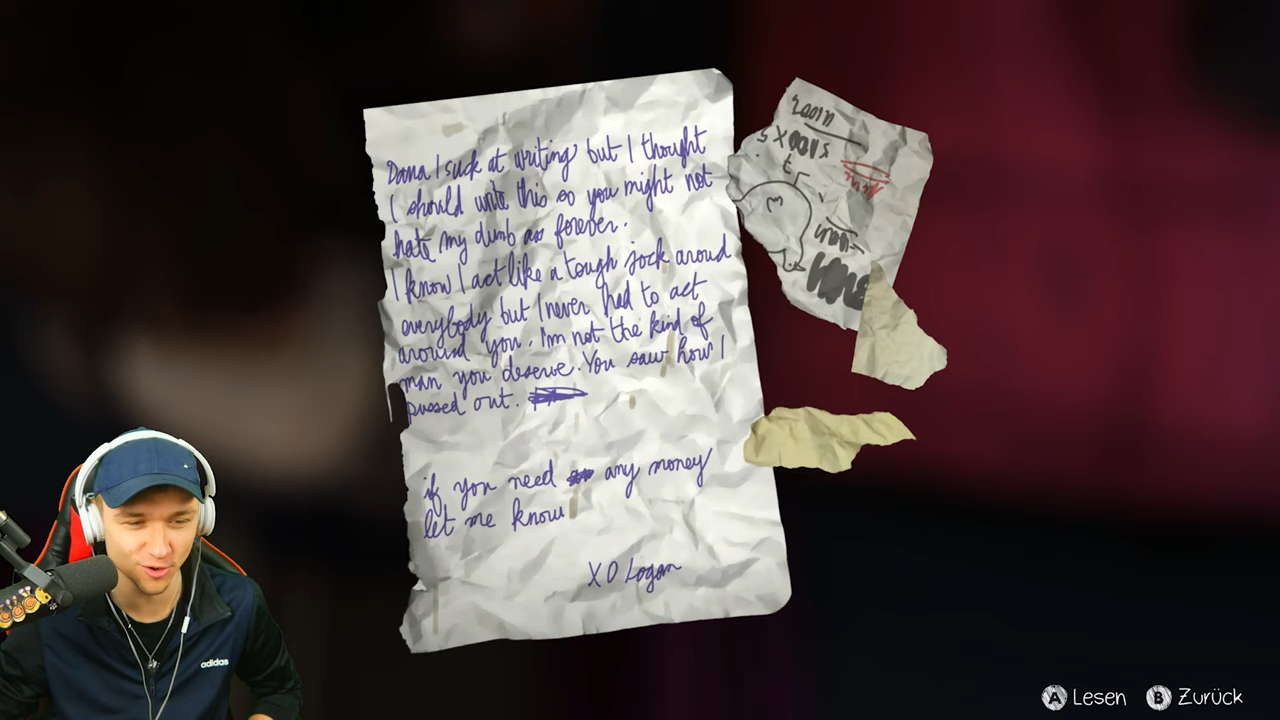 Dana I suck at writing but I thought
I should write this so you might not
hate my dumb ass forever.
I know I act like a tough jock aroud
everybody but I never had to act
around you. I'm not the kind of
man you deserve. You saw how I
pussed out.
if you need any money
let me know
XO Logan
adidas
A Lesen B Zurück